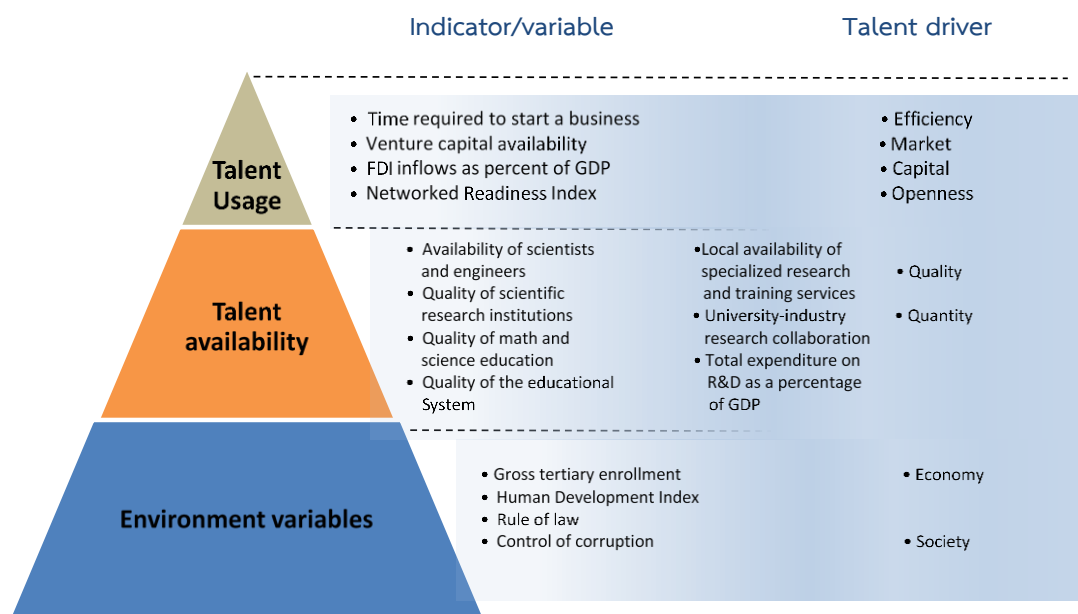 Indicator/variable
Talent driver
Talent
Usage
• Time required to start a business
• Venture capital availability
• FDI inflows as percent of GDP
• Networked Readiness Index
• Efficiency
• Market
• Capital
• Openness
Talent
availability
• Availability of scientists
and engineers
• Quality of scientific
research institutions
• Quality of math and
science education
• Quality of the educational
System
•Local availability of
specialized research
and training services
• University-industry
research collaboration
• Total expenditure on
R&D as a percentage
of GDP
• Quality
• Quantity
Environment variables
• Gross tertiary enrollment
• Human Development Index
• Rule of law
• Control of corruption
• Economy
• Society